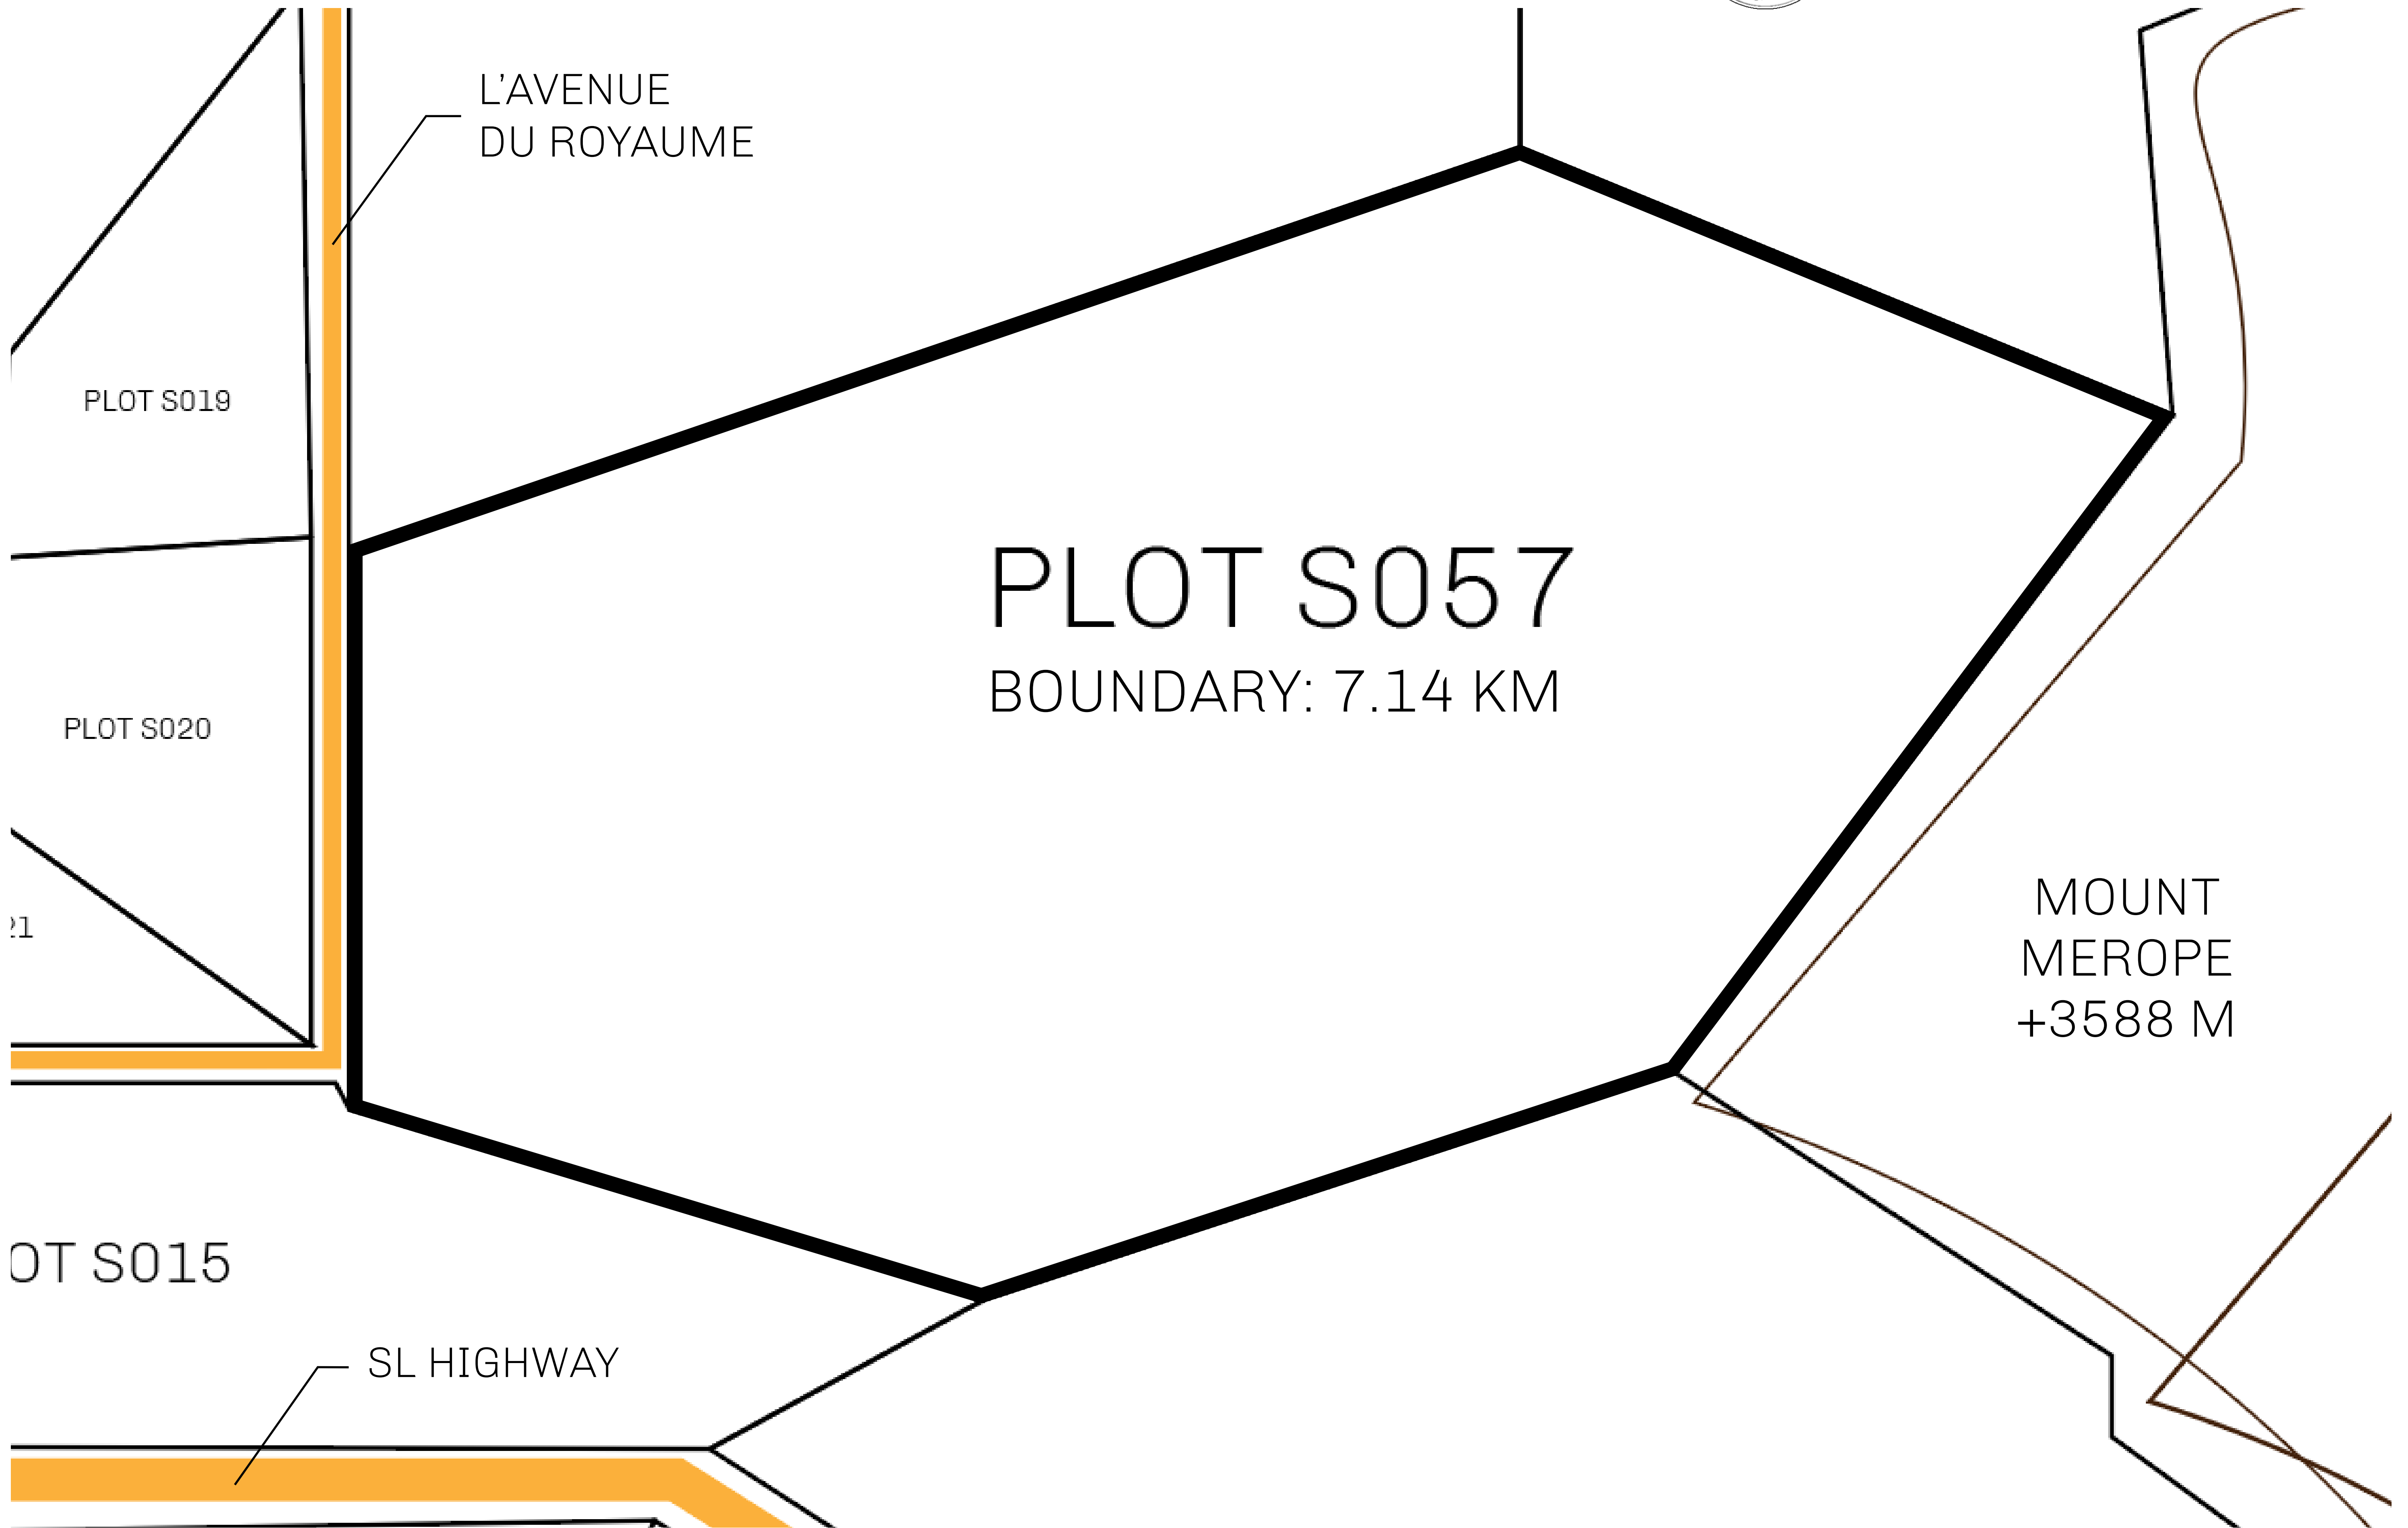 L'AVENUE
DU ROYAUME
PLOT S019
PLOT S057
BOUNDARY: 7.14 KM
PLOT S020
21
MOUNT
MEROPE
+3588 M
OT S015
SL HIGHWAY